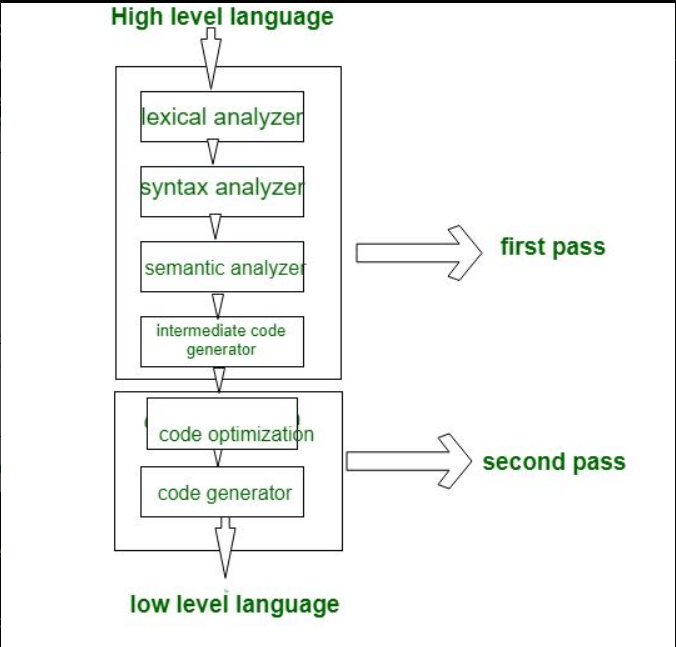 High level language
lexical analyzer
syntax analyzer
semantic analyzer
first pass
intermediate code
generator
code optimization
second pass
code generator
low level language